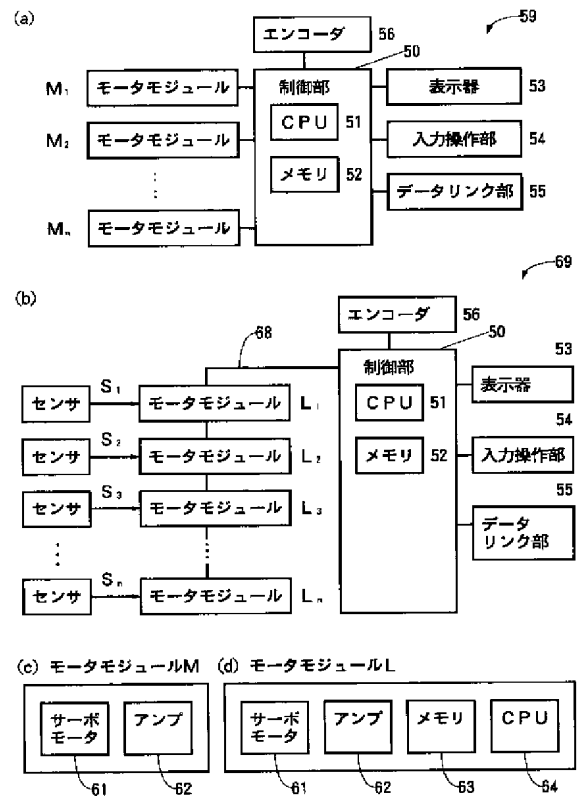 (a)
59
エンコーダ 56
50
M₁ モータモジュール
制御部
表示器 53
CPU 51
M₂ モータモジュール
入力操作部 54
メモリ 52
データリンク部 55
Mₙ モータモジュール
69
(b)
エンコーダ 56
50
68
53
制御部
表示器
センサ S₁ モータモジュール L₁
CPU 51
54
センサ S₂ モータモジュール L₂
メモリ 52
入力操作部
55
センサ S₃ モータモジュール L₃
データ
リンク部
センサ Sₙ モータモジュール Lₙ
(c) モータモジュールM
サーボ
モータ
アンプ
61
62
(d) モータモジュールL
サーボ
モータ
アンプ
メモリ
CPU
61
62
63
64